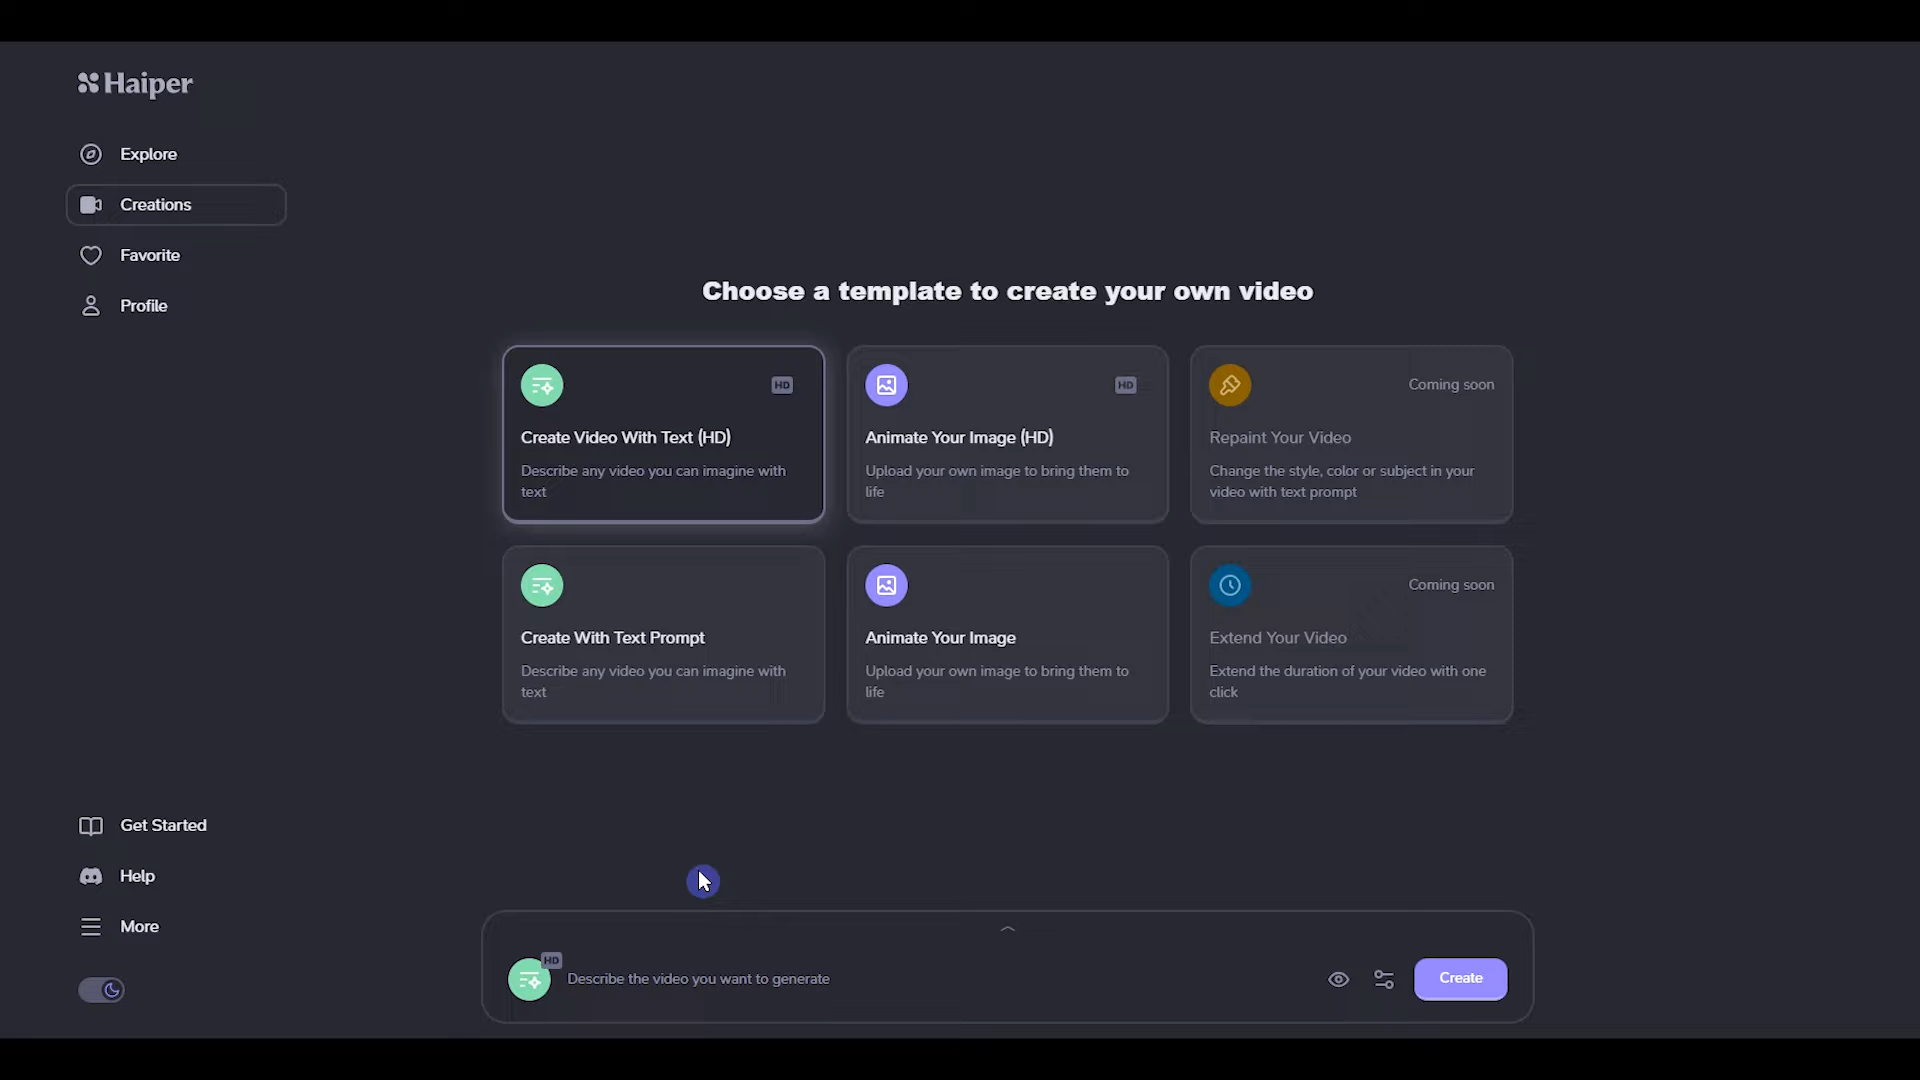 Haiper
Explore
Creations
Favorite
Profile
Choose a template to create your own video
HD
Create Video With Text (HD)
Describe any video you can imagine with
text
HD
Animate Your Image (HD)
Upload your own image to bring them to
life
Coming soon
Repaint Your Video
Change the style, color or subject in your
video with text prompt
Create With Text Prompt
Describe any video you can imagine with
text
Animate Your Image
Upload your own image to bring them to
life
Coming soon
Extend Your Video
Extend the duration of your video with one
click
Get Started
Help
More
HD
Describe the video you want to generate
Create